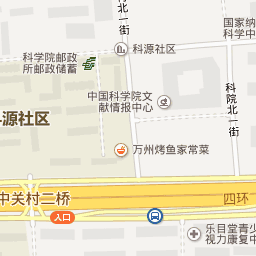 村北一街
国家纳
科学中
科源社区
科学院邮政
所邮政储蓄
中国科学院文
献情报中心
科院北一街
科源社区
万州烤鱼家常菜
中关村二桥
四环
入口
乐目堂青少
视力康复中